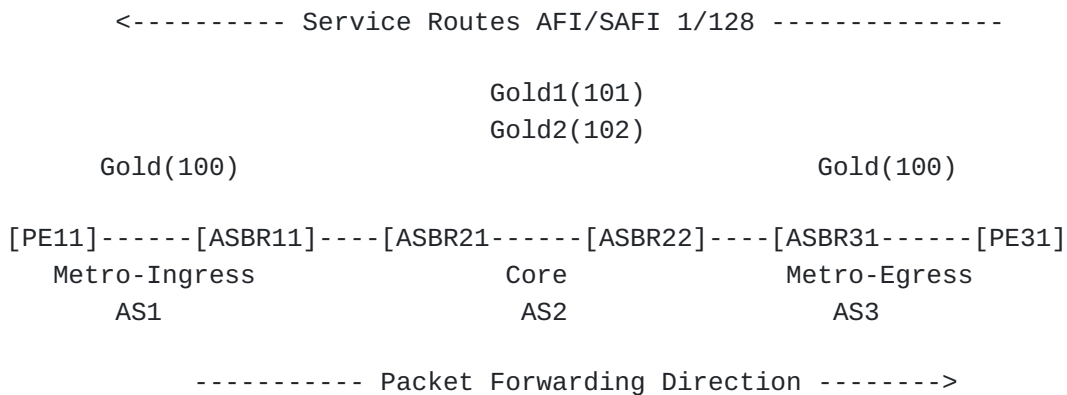 <---------- Service Routes AFI/SAFI 1/128 ---------------
Gold1(101)
Gold2(102)
Gold(100) Gold(100)
[PE11]------[ASBR11]----[ASBR21------[ASBR22]----[ASBR31------[PE31]
Metro-Ingress Core Metro-Egress
AS1 AS2 AS3
----------- Packet Forwarding Direction -------->